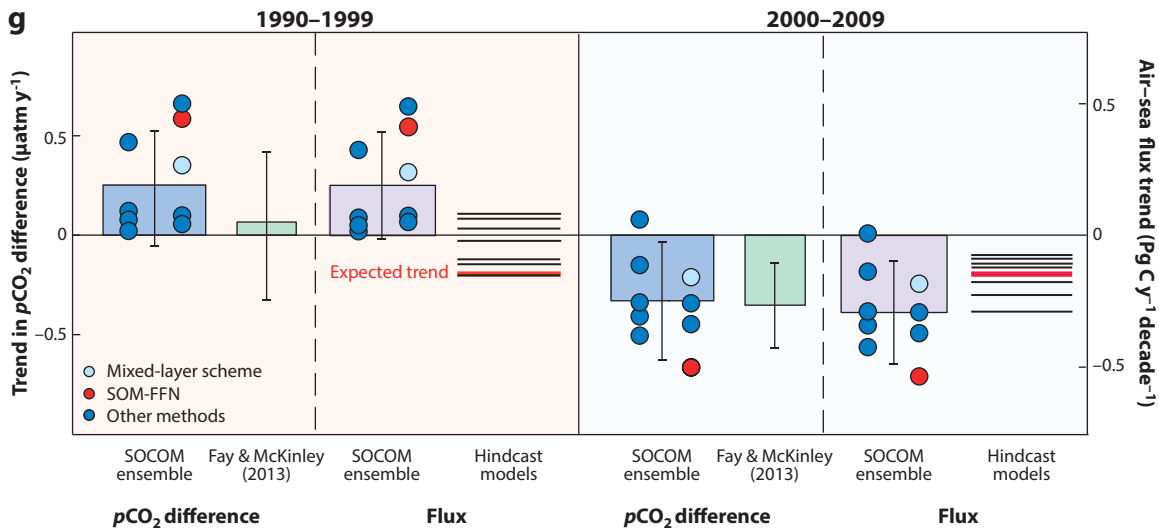 g
1990–1999
2000–2009
Trend in pCO2 difference (μatm y−1)
0.5
0
−0.5
Expected trend
Mixed-layer scheme
SOM-FFN
Other methods
0.5
0
−0.5
Air–sea flux trend (Pg C y−1 decade−1)
SOCOM
ensemble
Fay & McKinley
(2013)
SOCOM
ensemble
Hindcast
models
SOCOM
ensemble
Fay & McKinley
(2013)
SOCOM
ensemble
Hindcast
models
pCO2 difference
Flux
pCO2 difference
Flux